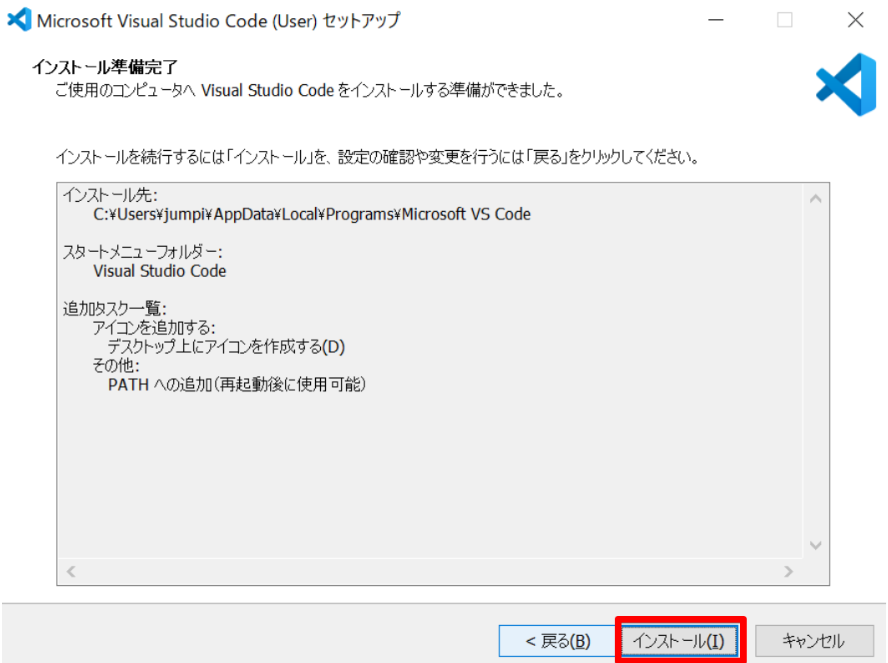 Microsoft Visual Studio Code (User) セットアップ
インストール準備完了
ご使用のコンピュータへ Visual Studio Code をインストールする準備ができました。
インストールを続行するには「インストール」を、設定の確認や変更を行うには「戻る」をクリックしてください。
インストール先:
C:¥Users¥jumpi¥AppData¥Local¥Programs¥Microsoft VS Code
スタートメニューフォルダー:
Visual Studio Code
追加タスク一覧:
アイコンを追加する:
デスクトップ上にアイコンを作成する(D)
その他:
PATH への追加（再起動後に使用可能）
< 戻る(B)
インストール(I)
キャンセル